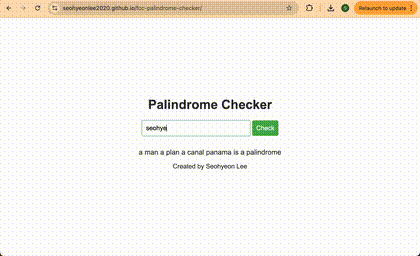 seohyeonlee2020.github.io/fcc-palindrome-checker/
Relaunch to update
Palindrome Checker
seohye
Check
a man a plan a canal panama is a palindrome
Created by Seohyeon Lee